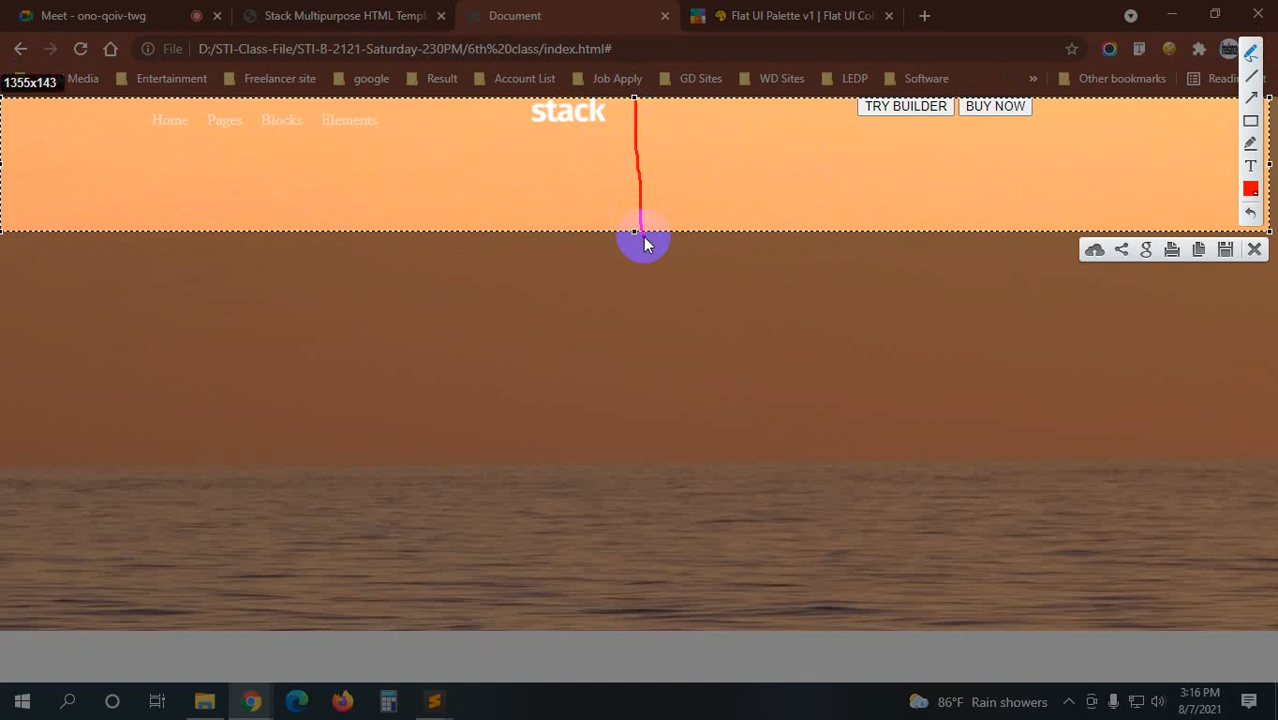 Meet - ono-qoiv-twg
Stack Multipurpose HTML Templ
Document
Flat UI Palette v1 | Flat UI Col
File
D:/STI-Class-File/STI-B-2121-Saturday-230PM/6th%20class/index.html#
Media
Entertainment
Freelancer site
google
Result
Account List
Job Apply
GD Sites
WD Sites
LEDP
Software
»
Other bookmarks
1355x143
Home
Pages
Blocks
Elements
stack
TRY BUILDER
BUY NOW
T
g
86°F Rain showers
3:16 PM
8/7/2021